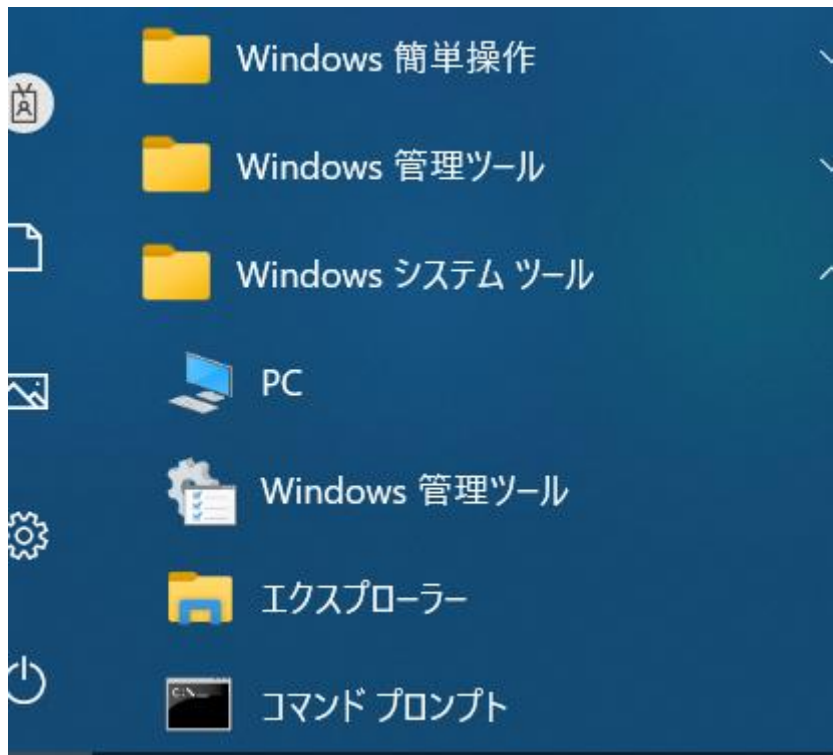 Windows 簡単操作
Windows 管理ツール
Windows システム ツール
PC
Windows 管理ツール
エクスプローラー
コマンド プロンプト